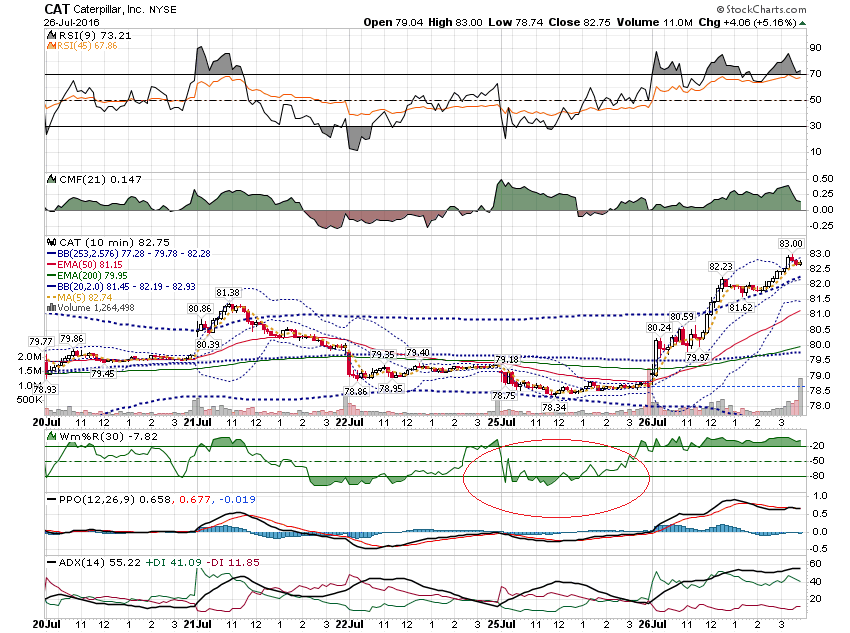 CAT Caterpillar, Inc. NYSE © StockCharts.com
26-Jul-2016 Open 79.04 High 83.00 Low 78.74 Close 82.75 Volume 11.0M Chg +4.06 (+5.16%)
RSI(9) 73.21
RSI(45) 67.86
90
70
50
30
10
CMF(21) 0.147
0.50
0.25
0.00
-0.25
CAT (10 min) 82.75
BB(253,2.576) 77.28 - 79.78 - 82.28
EMA(50) 81.15
EMA(200) 79.95
BB(20,2.0) 81.45 - 82.19 - 82.93
MA(5) 82.74
Volume 1,264,498
83.00
82.23
81.62
81.38
80.86
80.39
80.59
80.24
79.97
79.77
79.86
79.45
78.93
79.35
79.40
78.86
78.95
79.18
78.75
78.34
2.0M
1.5M
1.0M
500K
83.0
82.5
82.0
81.5
81.0
80.5
80.0
79.5
79.0
78.5
78.0
20Jul 11 12 1 2 3 21Jul 11 12 1 2 3 22Jul 11 12 1 2 3 25Jul 11 12 1 2 3 26Jul 11 12 1 2 3
Wm%R(30) -7.82
-20
-50
-80
PPO(12,26,9) 0.658, 0.677, -0.019
1.0
0.5
0.0
-0.5
ADX(14) 55.22 +DI 41.09 -DI 11.85
60
40
20
20Jul 11 12 1 2 3 21Jul 11 12 1 2 3 22Jul 11 12 1 2 3 25Jul 11 12 1 2 3 26Jul 11 12 1 2 3